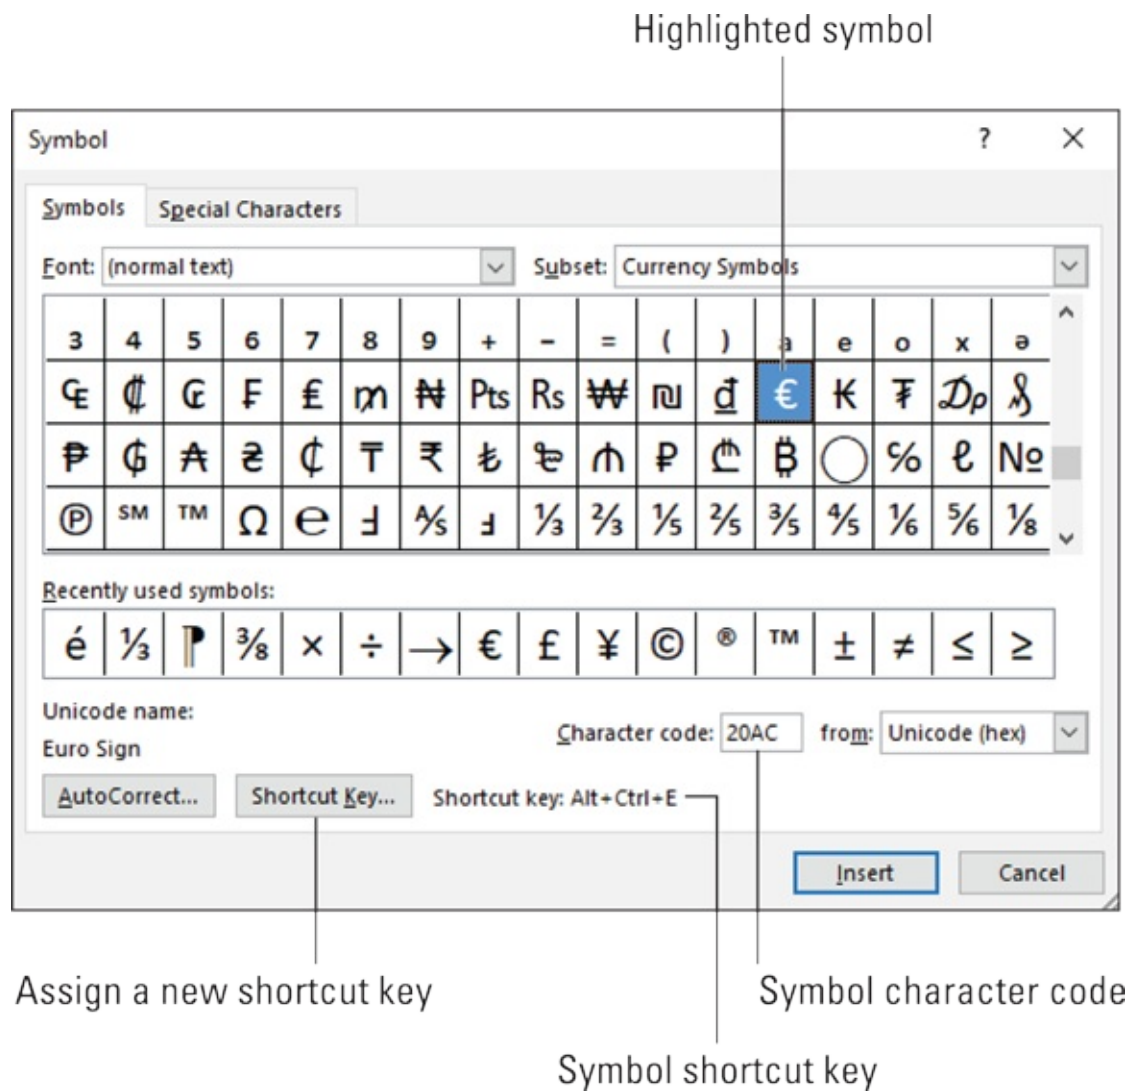 Highlighted symbol
Symbol ? ×
Symbols Special Characters
Font: (normal text) Subset: Currency Symbols
3 4 5 6 7 8 9 + − = ( ) a e o x ə
₠ ₡ ₢ ₣ ₤ ₥ ₦ ₧ ₨ ₩ ₪ ₫ € ₭ ₮ ₯ ₰
₱ ₲ ₳ ₴ ₵ ₸ ₹ ₺ ₻ ₼ ₽ ₾ ₿ ◯ ℅ ℓ №
℗ ℠ ™ Ω ℮ Ⅎ ⅍ ⅎ ⅓ ⅔ ⅕ ⅖ ⅗ ⅘ ⅙ ⅚ ⅛
Recently used symbols:
é ⅓ ⁋ ⅜ × ÷ → € £ ¥ © ® ™ ± ≠ ≤ ≥
Unicode name:
Euro Sign
Character code: 20AC from: Unicode (hex)
AutoCorrect... Shortcut Key... Shortcut key: Alt+Ctrl+E
Insert Cancel
Assign a new shortcut key
Symbol character code
Symbol shortcut key